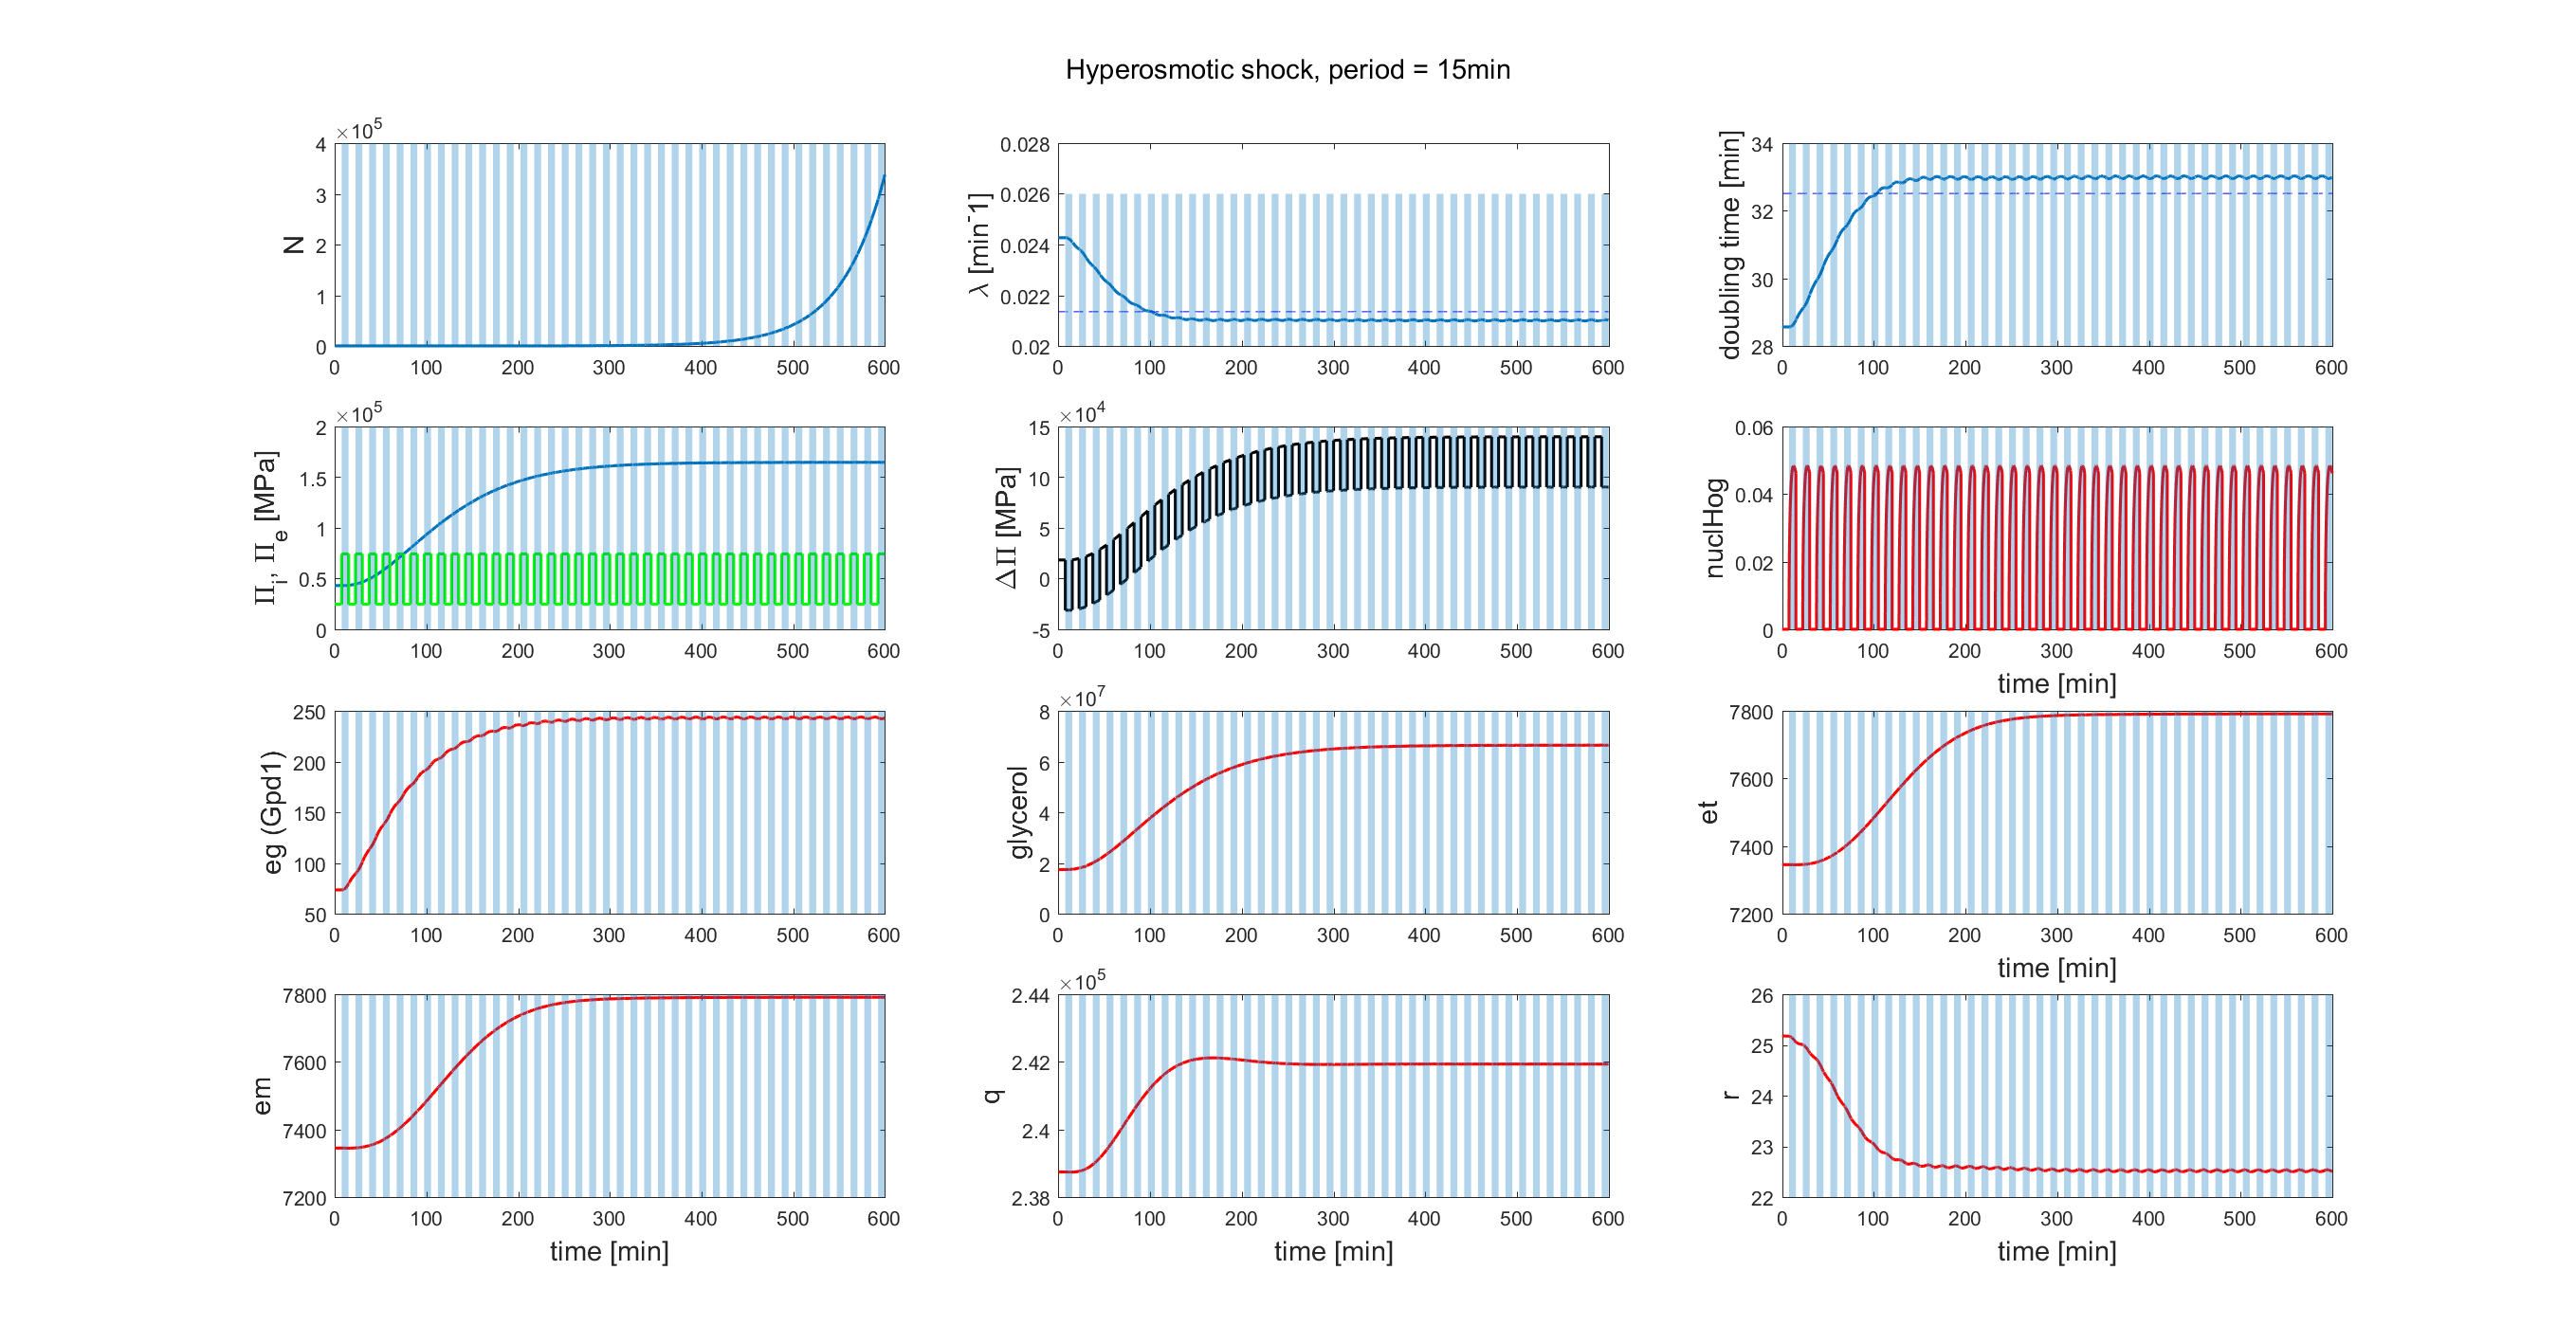 Hyperosmotic shock, period = 15min
×10^5
4
3
2
1
0
N
0 100 200 300 400 500 600
0.028
0.026
0.024
0.022
0.02
λ [min^-1]
0 100 200 300 400 500 600
34
32
30
28
doubling time [min]
0 100 200 300 400 500 600
×10^5
2
1.5
1
0.5
0
Π_i, Π_e [MPa]
0 100 200 300 400 500 600
×10^4
15
10
5
0
-5
ΔΠ [MPa]
0 100 200 300 400 500 600
0.06
0.04
0.02
0
nuclHog
0 100 200 300 400 500 600
time [min]
250
200
150
100
50
eg (Gpd1)
0 100 200 300 400 500 600
×10^7
8
6
4
2
0
glycerol
0 100 200 300 400 500 600
7800
7600
7400
7200
et
0 100 200 300 400 500 600
time [min]
7800
7600
7400
7200
em
0 100 200 300 400 500 600
time [min]
×10^5
2.44
2.42
2.4
2.38
q
0 100 200 300 400 500 600
time [min]
26
25
24
23
22
r
0 100 200 300 400 500 600
time [min]